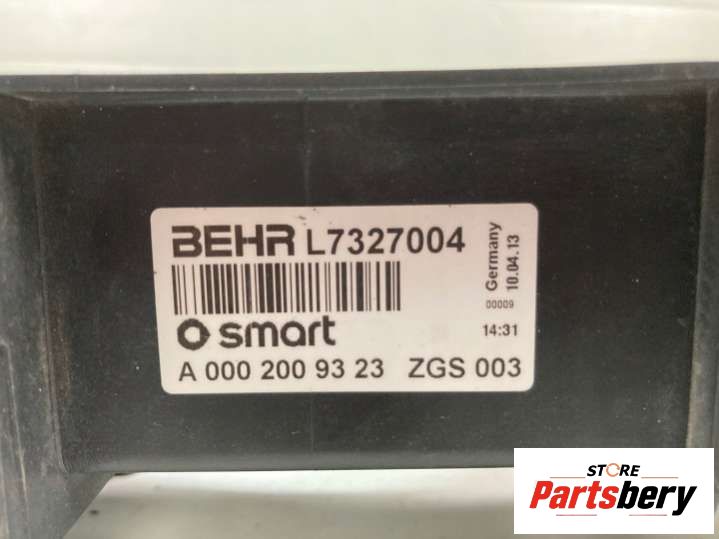 BEHR L7327004
Germany
10.04.13
00009
smart
14:31
A 000 200 93 23 ZGS 003
STORE
Partsbery